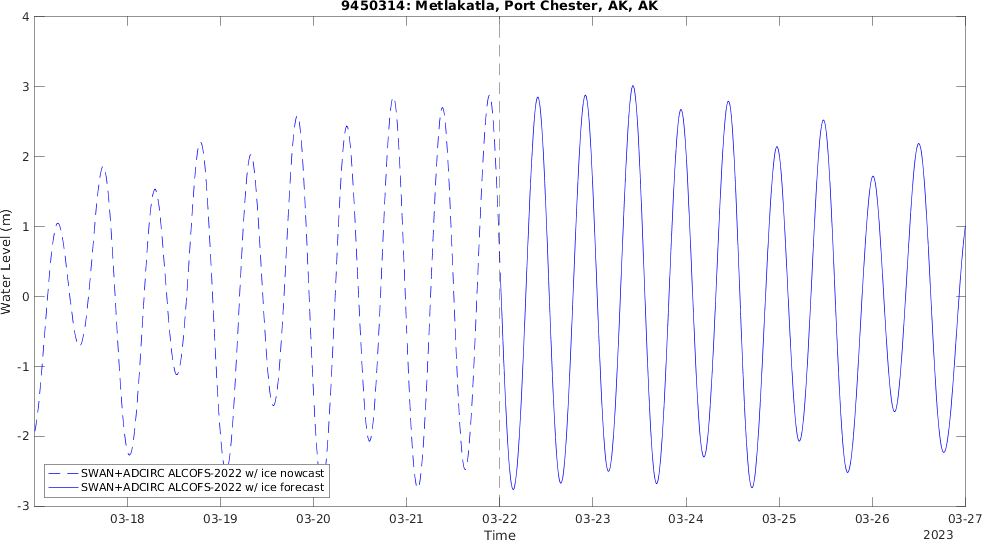 9450314: Metlakatla, Port Chester, AK, AK
4
3
2
1
0
-1
-2
-3
Water Level (m)
SWAN+ADCIRC ALCOFS-2022 w/ ice nowcast
SWAN+ADCIRC ALCOFS-2022 w/ ice forecast
03-18 03-19 03-20 03-21 03-22 03-23 03-24 03-25 03-26 03-27
Time
2023